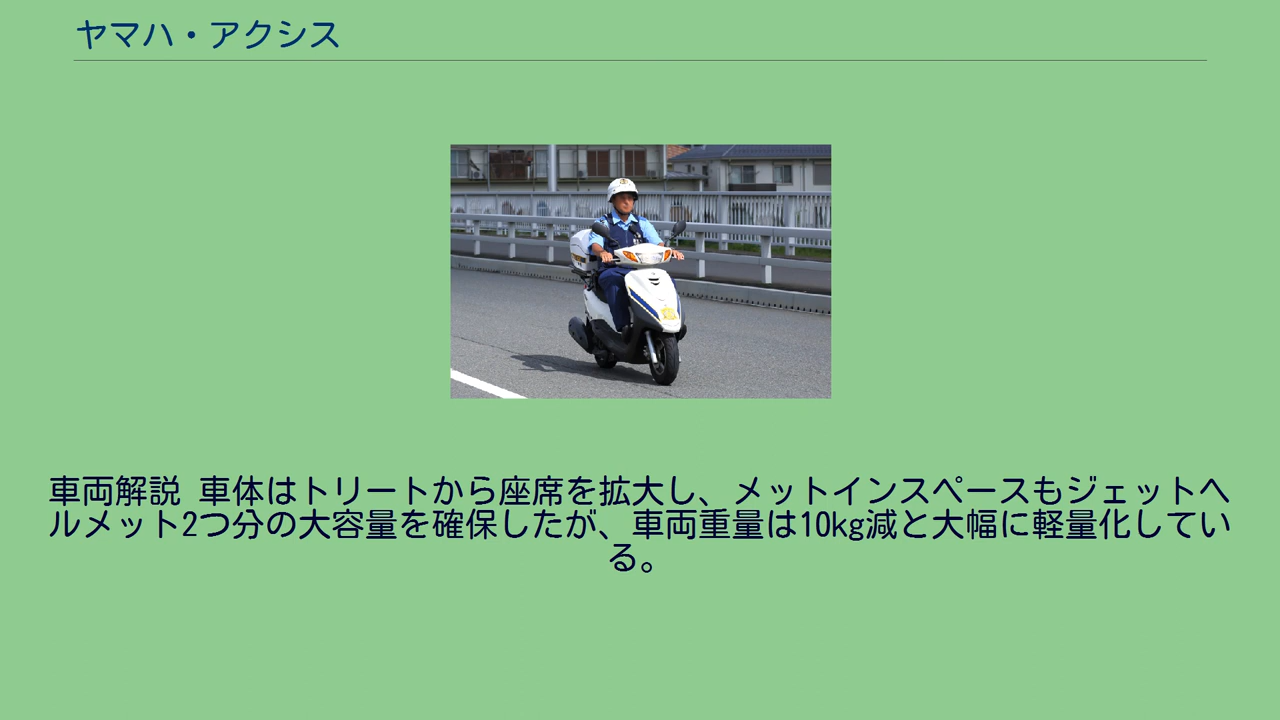 ヤマハ・アクシス
車両解説 車体はトリートから座席を拡大し、メットインスペースもジェットヘ
ルメット2つ分の大容量を確保したが、車両重量は10kg減と大幅に軽量化してい
る。